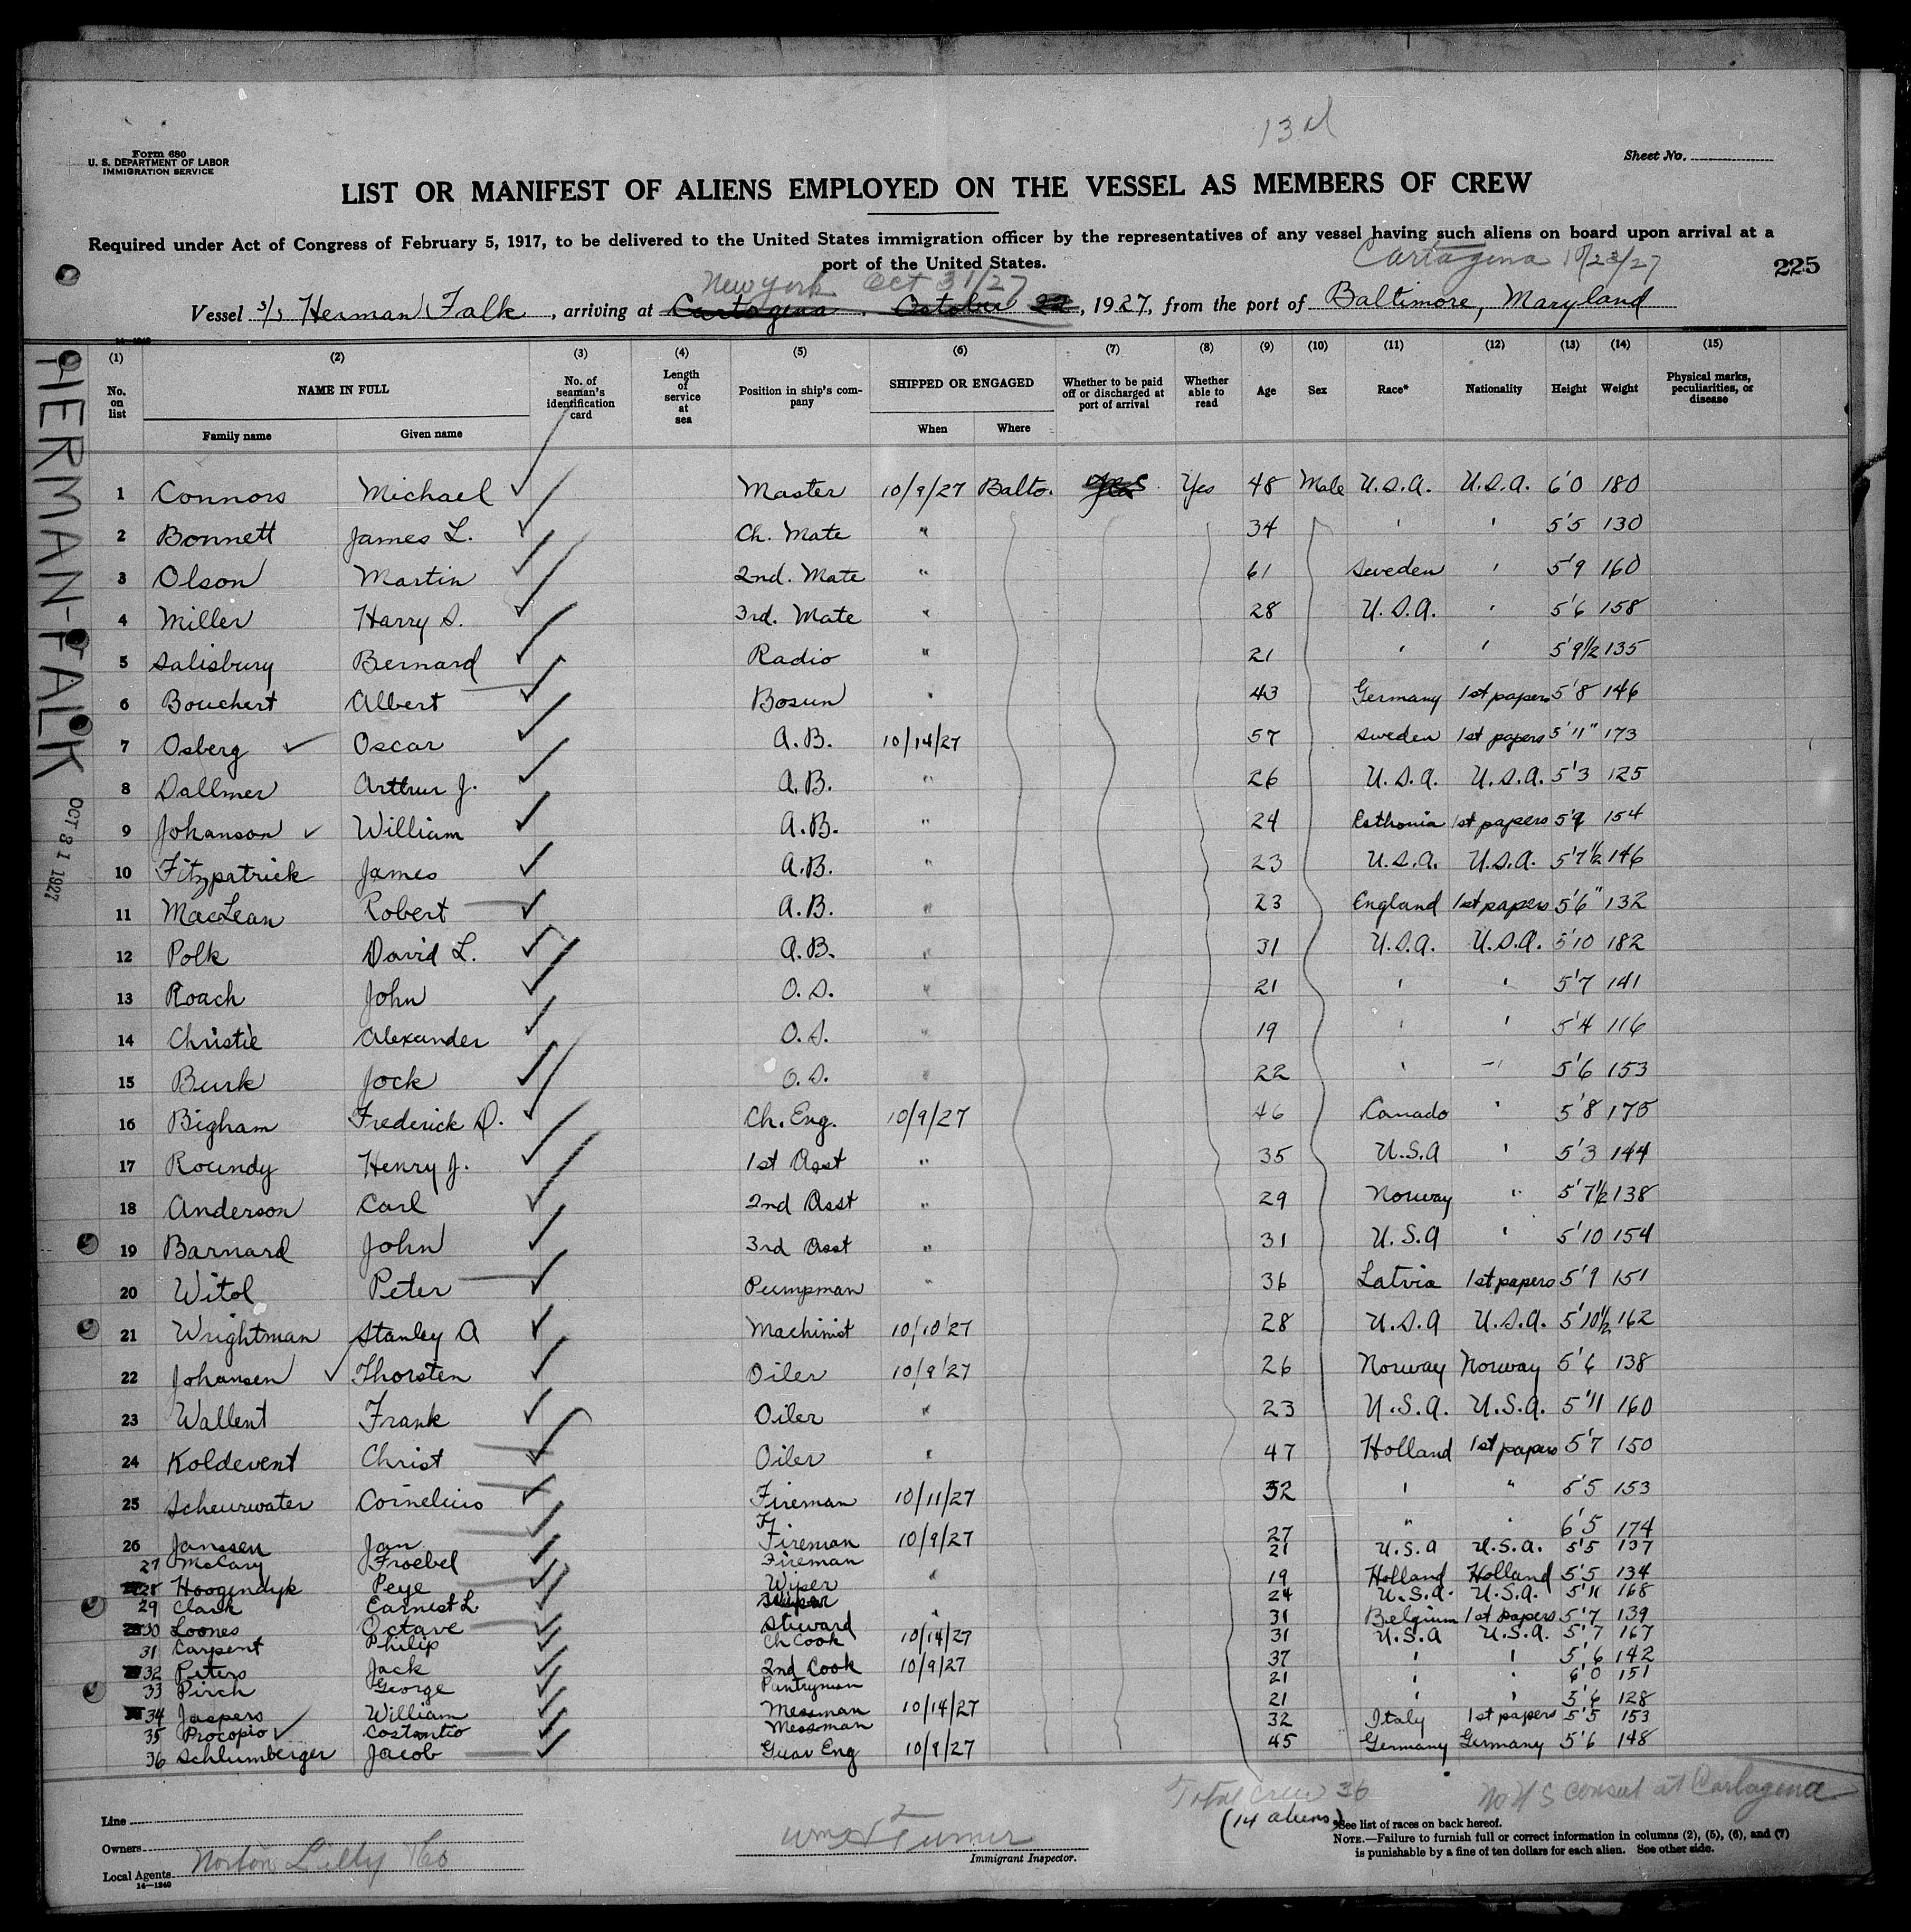 13
Form 680
U. S. DEPARTMENT OF LABOR
IMMIGRATION SERVICE
Sheet No.
LIST OR MANIFEST OF ALIENS EMPLOYED ON THE VESSEL AS MEMBERS OF CREW
Required under Act of Congress of February 5, 1917, to be delivered to the United States immigration officer by the representatives of any vessel having such aliens on board upon arrival at a
port of the United States.
New York Oct 31/27 Cartagena 10/23/27
225
Vessel S/S Herman Falk, arriving at Cartagena, October 22, 1927, from the port of Baltimore, Maryland
HERMAN-FALK
OCT 31 1927
(1) (2) (3) (4) (5) (6) (7) (8) (9) (10) (11) (12) (13) (14) (15)
No. on list NAME IN FULL No. of seaman's identification card Length of service at sea Position in ship's company SHIPPED OR ENGAGED Whether to be paid off or discharged at port of arrival Whether able to read Age Sex Race* Nationality Height Weight Physical marks, peculiarities, or disease
Family name Given name When Where
1 Connors Michael ✓ Master 10/9/27 Balto. Yes Yes 48 Male U.S.A. U.S.A. 6'0 180
2 Bonnett James L. ✓ Ch. Mate " 34 ' ' 5'5 130
3 Olson Martin ✓ 2nd. Mate " 61 Sweden ' 5'9 160
4 Miller Harry S. ✓ 3rd. Mate " 28 U.S.A. ' 5'6 158
5 Salisbury Bernard ✓ Radio " 21 ' ' 5'9½ 135
6 Bouchert Albert ✓ Bosun " 43 Germany 1st papers 5'8 146
7 Osberg ✓ Oscar ✓ A.B. 10/14/27 57 Sweden 1st papers 5'11" 173
8 Dallmer Arthur J. ✓ A.B. " 26 U.S.A. U.S.A. 5'3 125
9 Johanson ✓ William ✓ A.B. " 24 Esthonia 1st papers 5'9 154
10 Fitzpatrick James ✓ A.B. " 23 U.S.A. U.S.A. 5'7½ 146
11 MacLean Robert ✓ A.B. " 23 England 1st papers 5'6" 132
12 Polk David L. ✓ A.B. " 31 U.S.A. U.S.A. 5'10 182
13 Roach John ✓ O.S. " 21 ' ' 5'7 141
14 Christie Alexander ✓ O.S. 19 ' ' 5'4 116
15 Burk Jock ✓ O.S. " 22 ' ' 5'6 153
16 Bigham Frederick D. ✓ Ch. Eng. 10/9/27 46 Canada " 5'8 175
17 Roundy Henry J. ✓ 1st Asst " 35 U.S.A ' 5'3 144
18 Anderson Carl ✓ 2nd Asst " 29 Norway " 5'7½ 138
19 Barnard John ✓ 3rd Asst " 31 U.S.A ' 5'10 154
20 Witol Peter ✓ Pumpman " 36 Latvia 1st papers 5'9 151
21 Wrightman Stanley A ✓ Machinist 10/10/27 28 U.S.A U.S.A. 5'10½ 162
22 Johansen ✓ Thorsten ✓ Oiler 10/9/27 26 Norway Norway 5'6 138
23 Wallent Frank ✓ Oiler " 23 U.S.A. U.S.A. 5'11 160
24 Koldevent Christ ✓ Oiler " 47 Holland 1st papers 5'7 150
25 Scheurwater Cornelius ✓ Fireman 10/11/27 32 ' " 5'5 153
26 Janssen Jan ✓ Fireman 10/9/27 27 " " 6'5 174
27 McCary Froebel ✓ Fireman 21 U.S.A U.S.A. 5'5 137
28 Hoogendyk Peye ✓ Wiper " 19 Holland Holland 5'5 134
29 Clark Earnest L. ✓ Wiper 24 U.S.A. U.S.A. 5'11 168
30 Loones Octave ✓ Steward " 31 Belgium 1st papers 5'7 139
31 Carpent Philip ✓ Ch Cook 10/14/27 31 U.S.A U.S.A. 5'7 167
32 Peters Jack ✓ 2nd Cook 10/9/27 37 ' ' 5'6 142
33 Pirch George ✓ Pantryman 21 ' ' 6'0 151
34 Jaspers William ✓ Messman 10/14/27 21 ' ' 5'6 128
35 Procopio ✓ Costantio ✓ Messman 32 Italy 1st papers 5'5 153
36 Schlumberger Jacob ✓ Guar Eng 10/9/27 45 Germany Germany 5'6 148
Total Crew 36
(14 aliens)
No U S Consul at Cartagena
Line
Owners
Local Agents Norton Lilly & Co
14—1240
Wm Turner
Immigrant Inspector.
*See list of races on back hereof.
NOTE.—Failure to furnish full or correct information in columns (2), (5), (6), and (7)
is punishable by a fine of ten dollars for each alien. See other side.